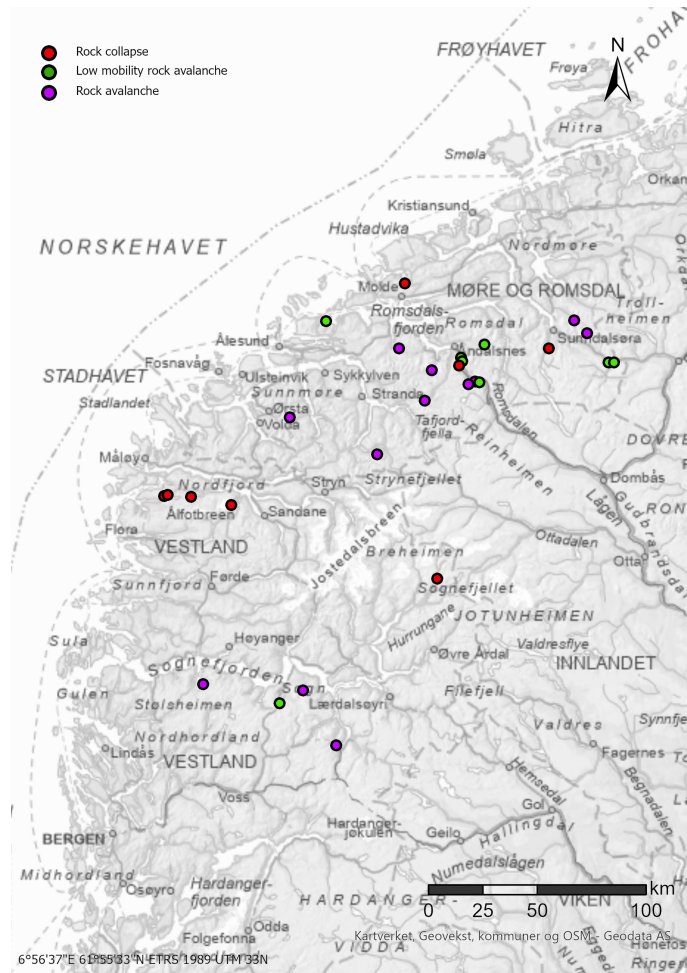 Rock collapse
Low mobility rock avalanche
Rock avalanche
N
FRØYHAVET
FROHA
Frøya
Hitra
Smøla
Orkan
Kristiansund
Hustadvika
NORSKEHAVET
Nordmøre
Orkdal
Molde
MØRE OG ROMSDAL
Troll-
heimen
Romsdals-
fjorden
Romsdal
Sunndalsøra
Ålesund
Åndalsnes
Fosnavåg
STADHAVET
Ulsteinvik
Sykkylven
Sunnmøre
Stranda
Stadlandet
Ørsta
Volda
Romsdalen
Tafjord-
fjella
Reinheimen
DOVRE
Måløy
Nordfjord
Stryn
Strynefjellet
Dombås
Lågen
Gudbrandsda
RON
Ålfotbreen
Sandane
Flora
Jostedalsbreen
Ottadalen
VESTLAND
Breheimen
Otta
Sunnfjord
Førde
Sognefjellet
JOTUNHEIMEN
Hurrungane
Sula
Høyanger
Valdresflye
Øvre Årdal
INNLANDET
Sognefjorden
Gulen
Sogn
Filefjell
Stølsheimen
Lærdalsøyri
Synnfje
Valdres
Nordhordland
Lindås
Fagernes
VESTLAND
Hemsedal
Begnadalen
Voss
Gol
Hallingdal
Hardanger-
jøkulen
Geilo
BERGEN
Numedalslågen
Midhordland
Osøyro
Hardanger-
fjorden
km
0 25 50 100
HARDANGER-
VIKEN
Odda
Folgefonna
VIDDA
Kartverket, Geovekst, kommuner og OSM - Geodata AS
Hønefos
Ringer
6°56'37"E 61°55'33"N ETRS 1989 UTM 33N